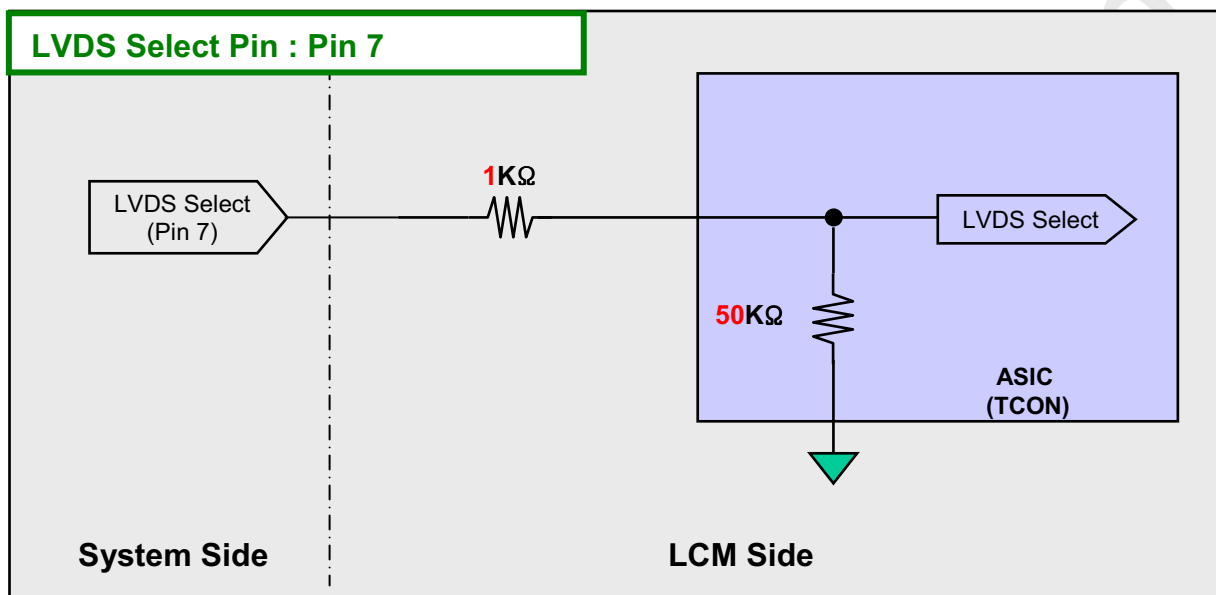 LVDS Select Pin : Pin 7
1KΩ
LVDS Select
(Pin 7)
LVDS Select
50KΩ
ASIC
(TCON)
System Side
LCM Side